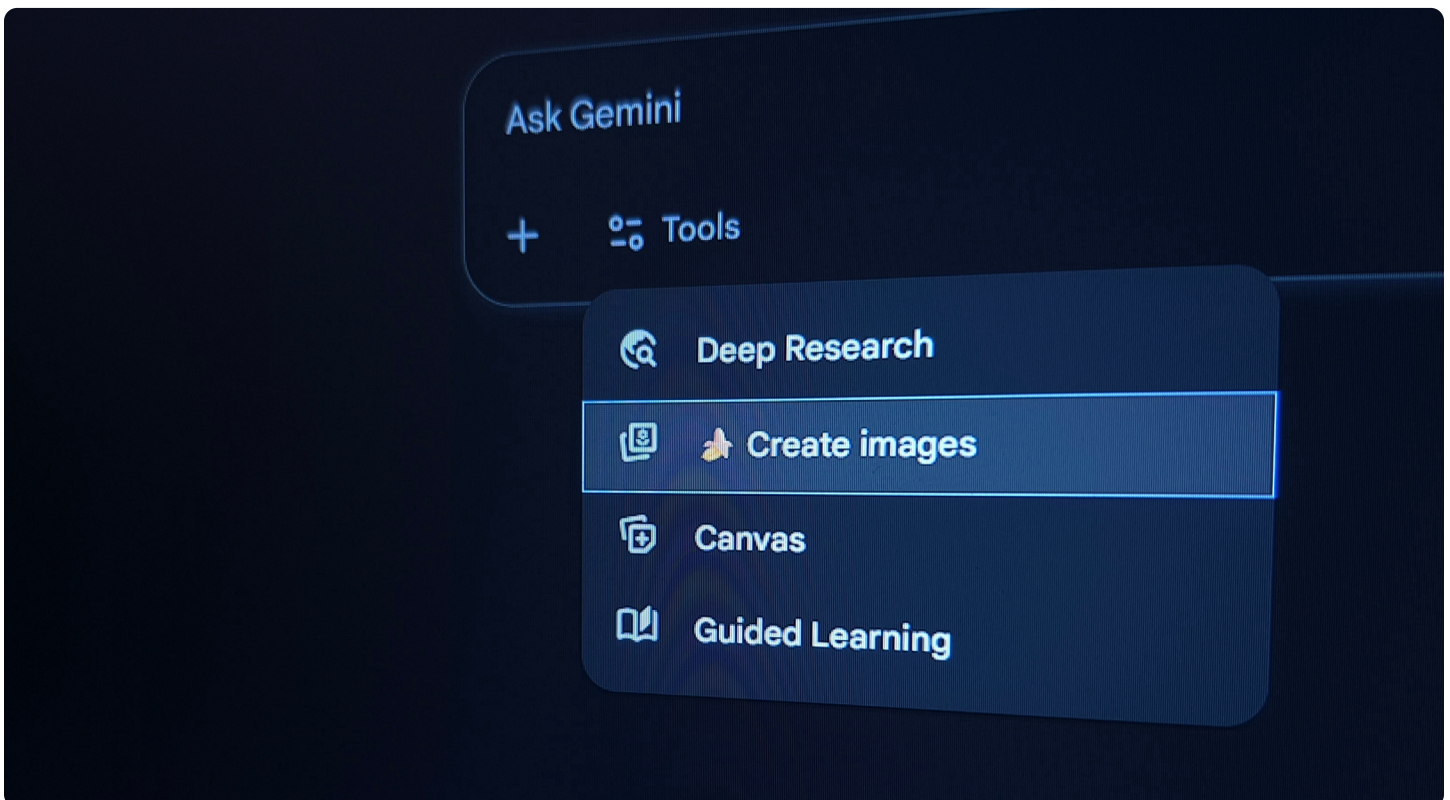 Ask Gemini
Tools
Deep Research
🍌 Create images
Canvas
Guided Learning